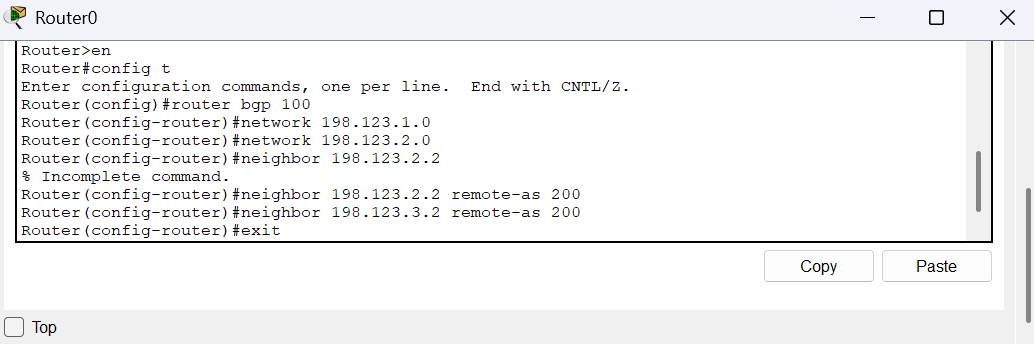 Router0
Router>en
Router#config t
Enter configuration commands, one per line.  End with CNTL/Z.
Router(config)#router bgp 100
Router(config-router)#network 198.123.1.0
Router(config-router)#network 198.123.2.0
Router(config-router)#neighbor 198.123.2.2
% Incomplete command.
Router(config-router)#neighbor 198.123.2.2 remote-as 200
Router(config-router)#neighbor 198.123.3.2 remote-as 200
Router(config-router)#exit
Copy
Paste
Top